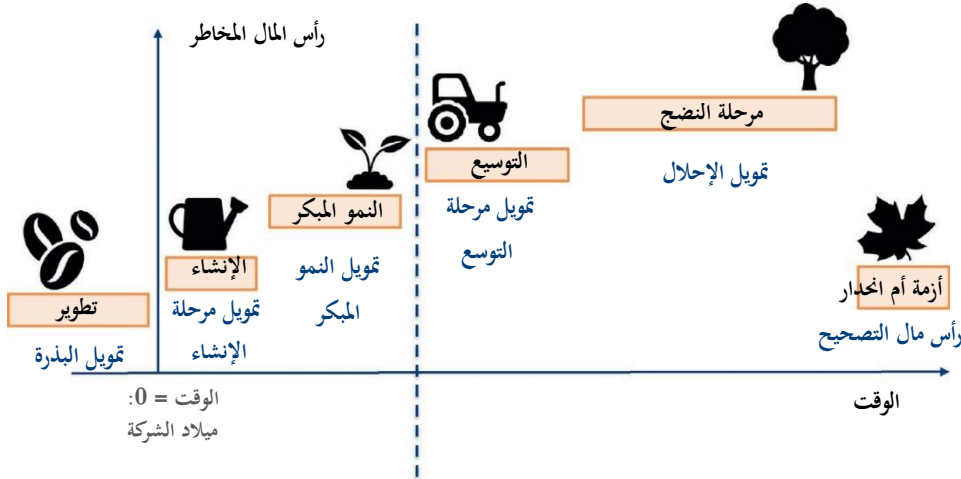 رأس المال المخاطر
مرحلة النضج
تمويل الإحلال
التوسيع
تمويل مرحلة
التوسع
النمو المبكر
تمويل النمو
المبكر
الإنشاء
تمويل مرحلة
الإنشاء
تطوير
تمويل البذرة
أزمة أم انحدار
رأس مال التصحيح
الوقت
الوقت = 0:
ميلاد الشركة